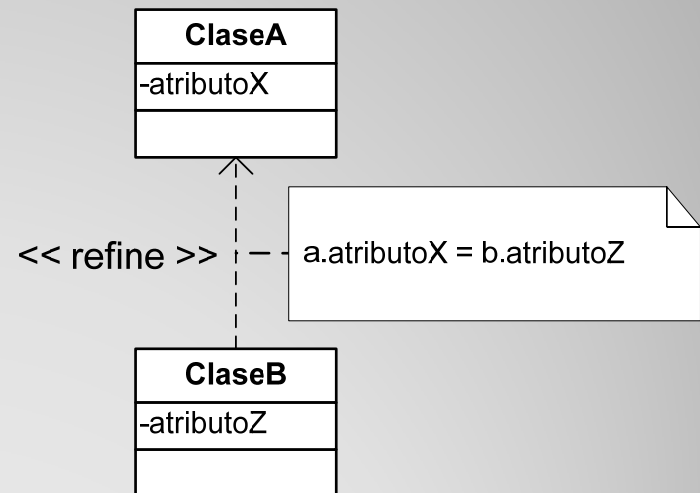 ClaseA
-atributoX
<< refine >>
a.atributoX = b.atributoZ
ClaseB
-atributoZ